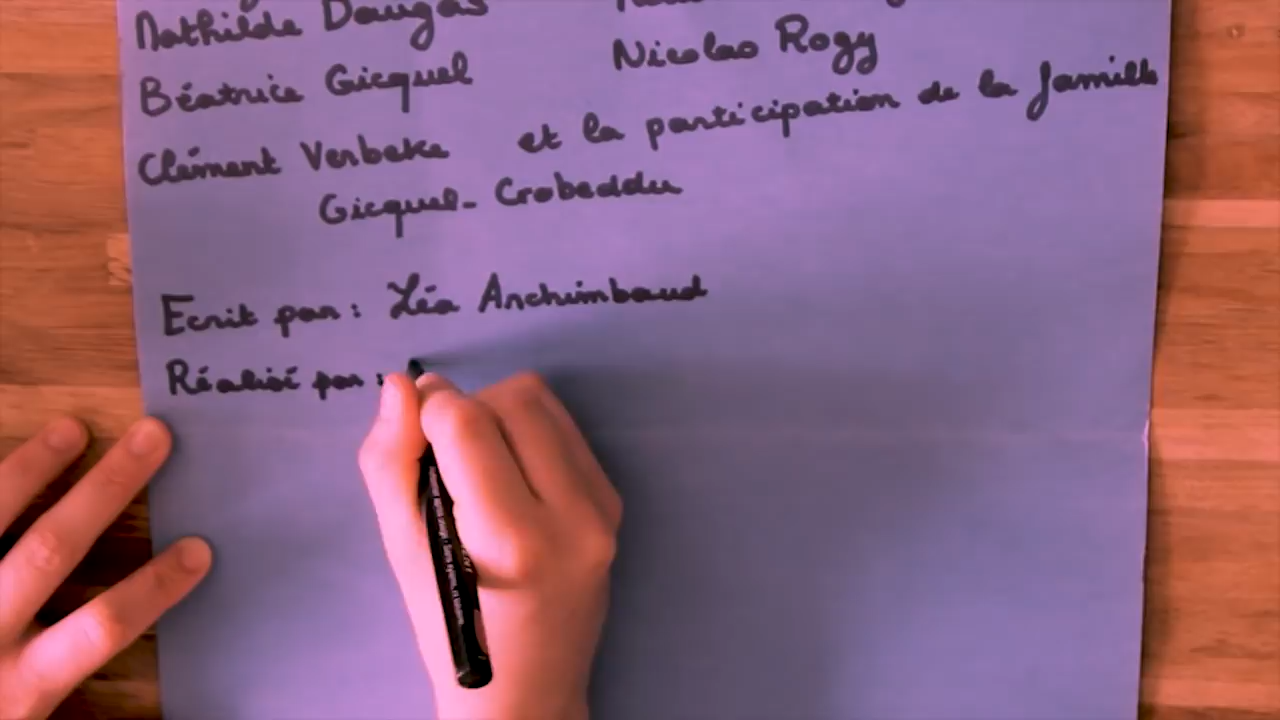 Mathilde Dougas
Nicolas Rogy
Béatrice Gicquel
Clément Verbeke et la participation de la famille
Gicquel-Crobeddu
Ecrit par : Léa Archimbaud
Réalisé par :